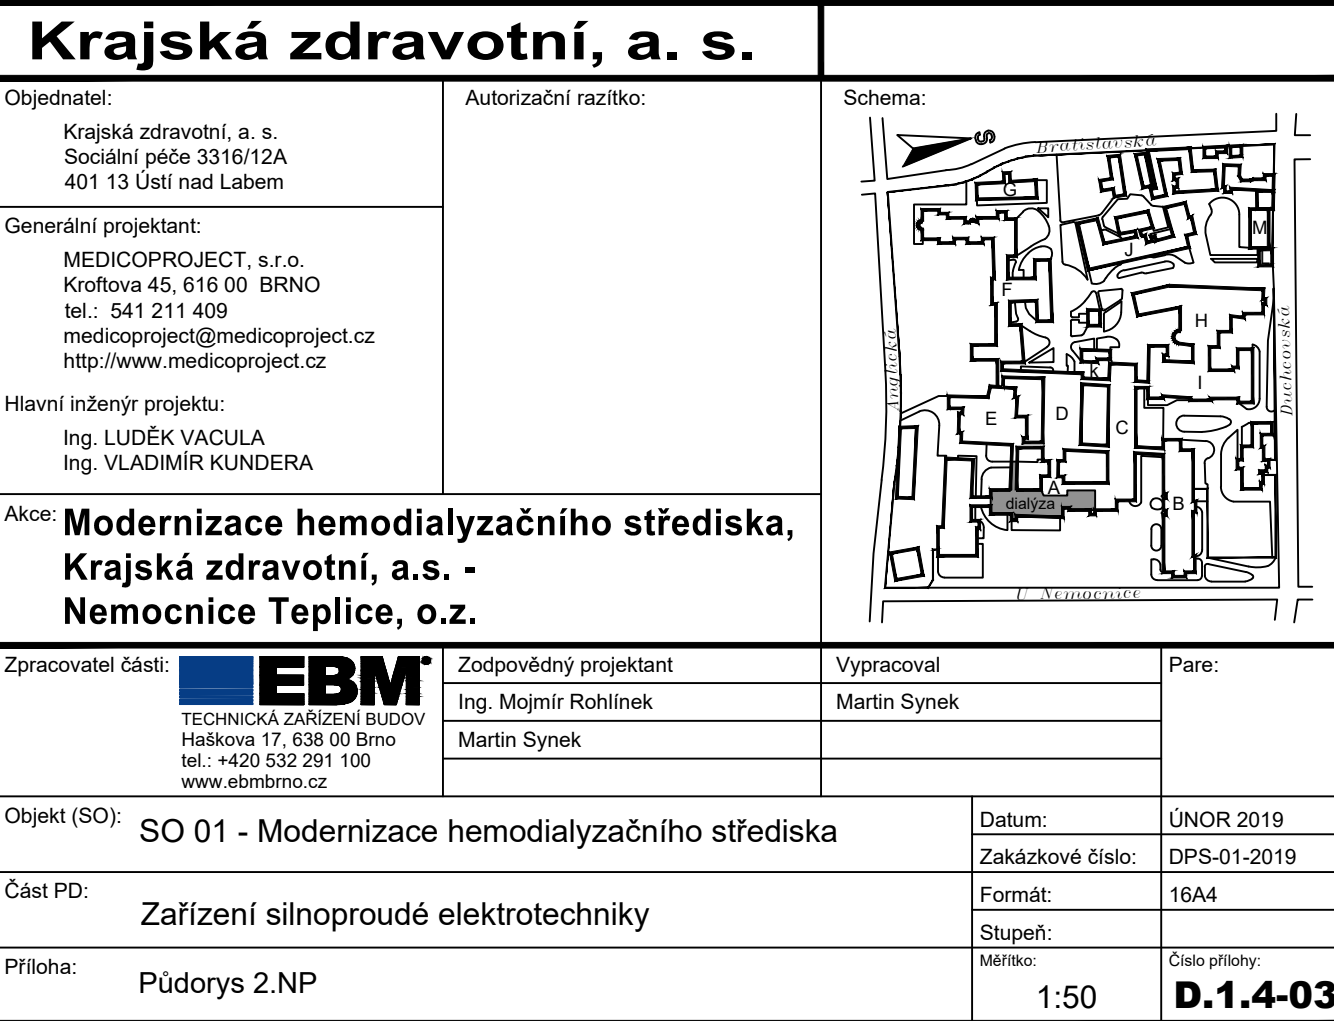 Krajská zdravotní, a. s.
Objednatel:
Krajská zdravotní, a. s.
Sociální péče 3316/12A
401 13 Ústí nad Labem
Autorizační razítko:
Schema:
S
Bratislavská
G
M
J
F
H
Anglická
Duchcovská
k
I
E
D
C
A
B
dialýza
U Nemocnice
Generální projektant:
MEDICOPROJECT, s.r.o.
Kroftova 45, 616 00 BRNO
tel.: 541 211 409
medicoproject@medicoproject.cz
http://www.medicoproject.cz
Hlavní inženýr projektu:
Ing. LUDĚK VACULA
Ing. VLADIMÍR KUNDERA
Akce: Modernizace hemodialyzačního střediska,
Krajská zdravotní, a.s. -
Nemocnice Teplice, o.z.
Zpracovatel části:
EBM
TECHNICKÁ ZAŘÍZENÍ BUDOV
Haškova 17, 638 00 Brno
tel.: +420 532 291 100
www.ebmbrno.cz
Zodpovědný projektant
Ing. Mojmír Rohlínek
Martin Synek
Vypracoval
Martin Synek
Pare:
Objekt (SO): SO 01 - Modernizace hemodialyzačního střediska
Datum: ÚNOR 2019
Zakázkové číslo: DPS-01-2019
Část PD: Zařízení silnoproudé elektrotechniky
Formát: 16A4
Stupeň:
Příloha: Půdorys 2.NP
Měřítko:
1:50
Číslo přílohy:
D.1.4-03